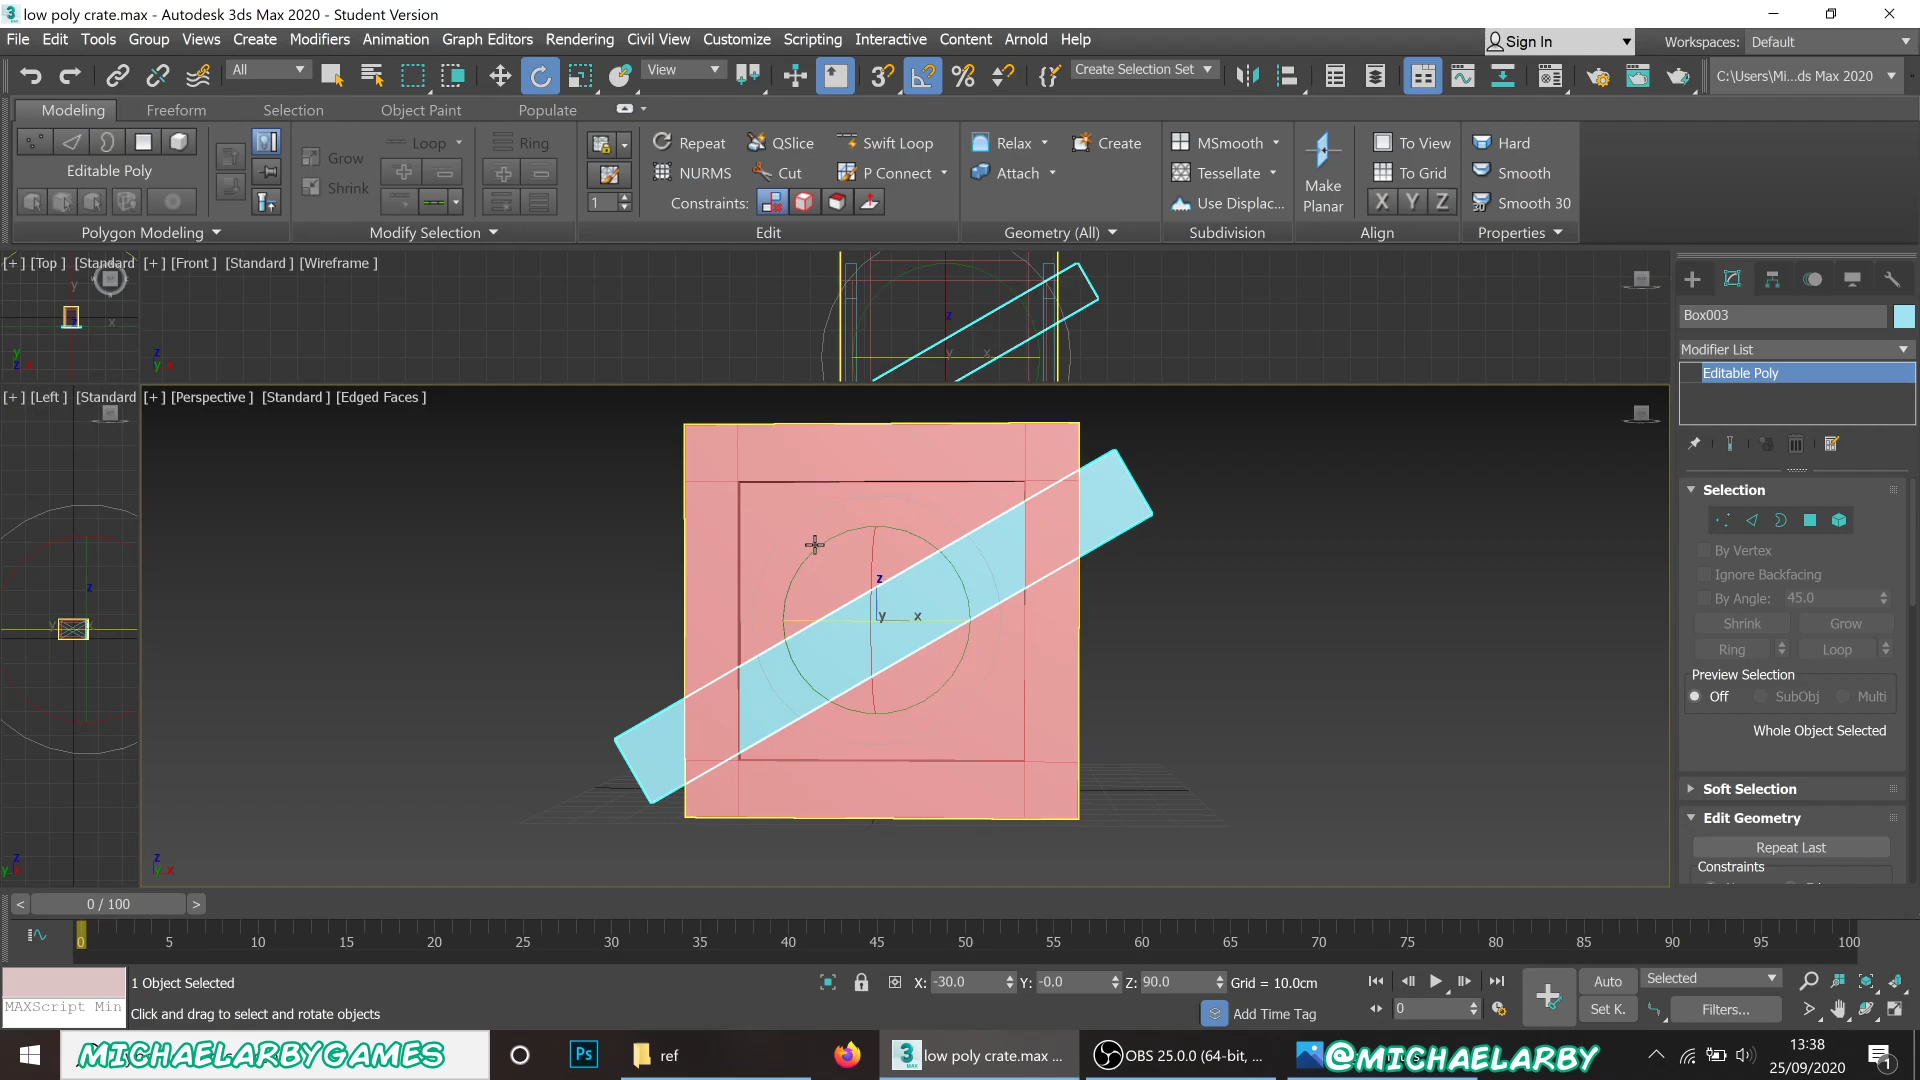 low poly crate.max - Autodesk 3ds Max 2020 - Student Version
File Edit Tools Group Views Create Modifiers Animation Graph Editors Rendering Civil View Customize Scripting Interactive Content Arnold Help
Sign In
Workspaces: Default
All
View
Create Selection Set
C:\Users\Mi...ds Max 2020
Modeling Freeform Selection Object Paint Populate
Editable Poly
Grow
Shrink
Loop
Ring
1
Repeat QSlice Swift Loop
NURMS Cut P Connect
Constraints:
Relax Create
Attach
MSmooth
Tessellate
Use Displac...
Make
Planar
To View
To Grid
X Y Z
Hard
Smooth
Smooth 30
Polygon Modeling Modify Selection Edit Geometry (All) Subdivision Align Properties
[+] [Top ] [Standard
[+] [Front ] [Standard ] [Wireframe ]
[+] [Left ] [Standard
[+] [Perspective ] [Standard ] [Edged Faces ]
y
x
z
y
x
z
y x
z
y x
z
y x
z
y
z
y x
z
y x
Box003
Modifier List
Editable Poly
Selection
By Vertex
Ignore Backfacing
By Angle: 45.0
Shrink Grow
Ring Loop
Preview Selection
Off SubObj Multi
Whole Object Selected
Soft Selection
Edit Geometry
Repeat Last
Constraints
< 0 / 100 >
0 5 10 15 20 25 30 35 40 45 50 55 60 65 70 75 80 85 90 95 100
MAXScript Min
1 Object Selected
Click and drag to select and rotate objects
X: -30.0 Y: -0.0 Z: 90.0 Grid = 10.0cm
Add Time Tag
0
Auto
Set K.
Selected
Filters...
MICHAELARBYGAMES
Ps
ref
low poly crate.max ...
OBS 25.0.0 (64-bit, ...
@MICHAELARBY
13:38
25/09/2020
1